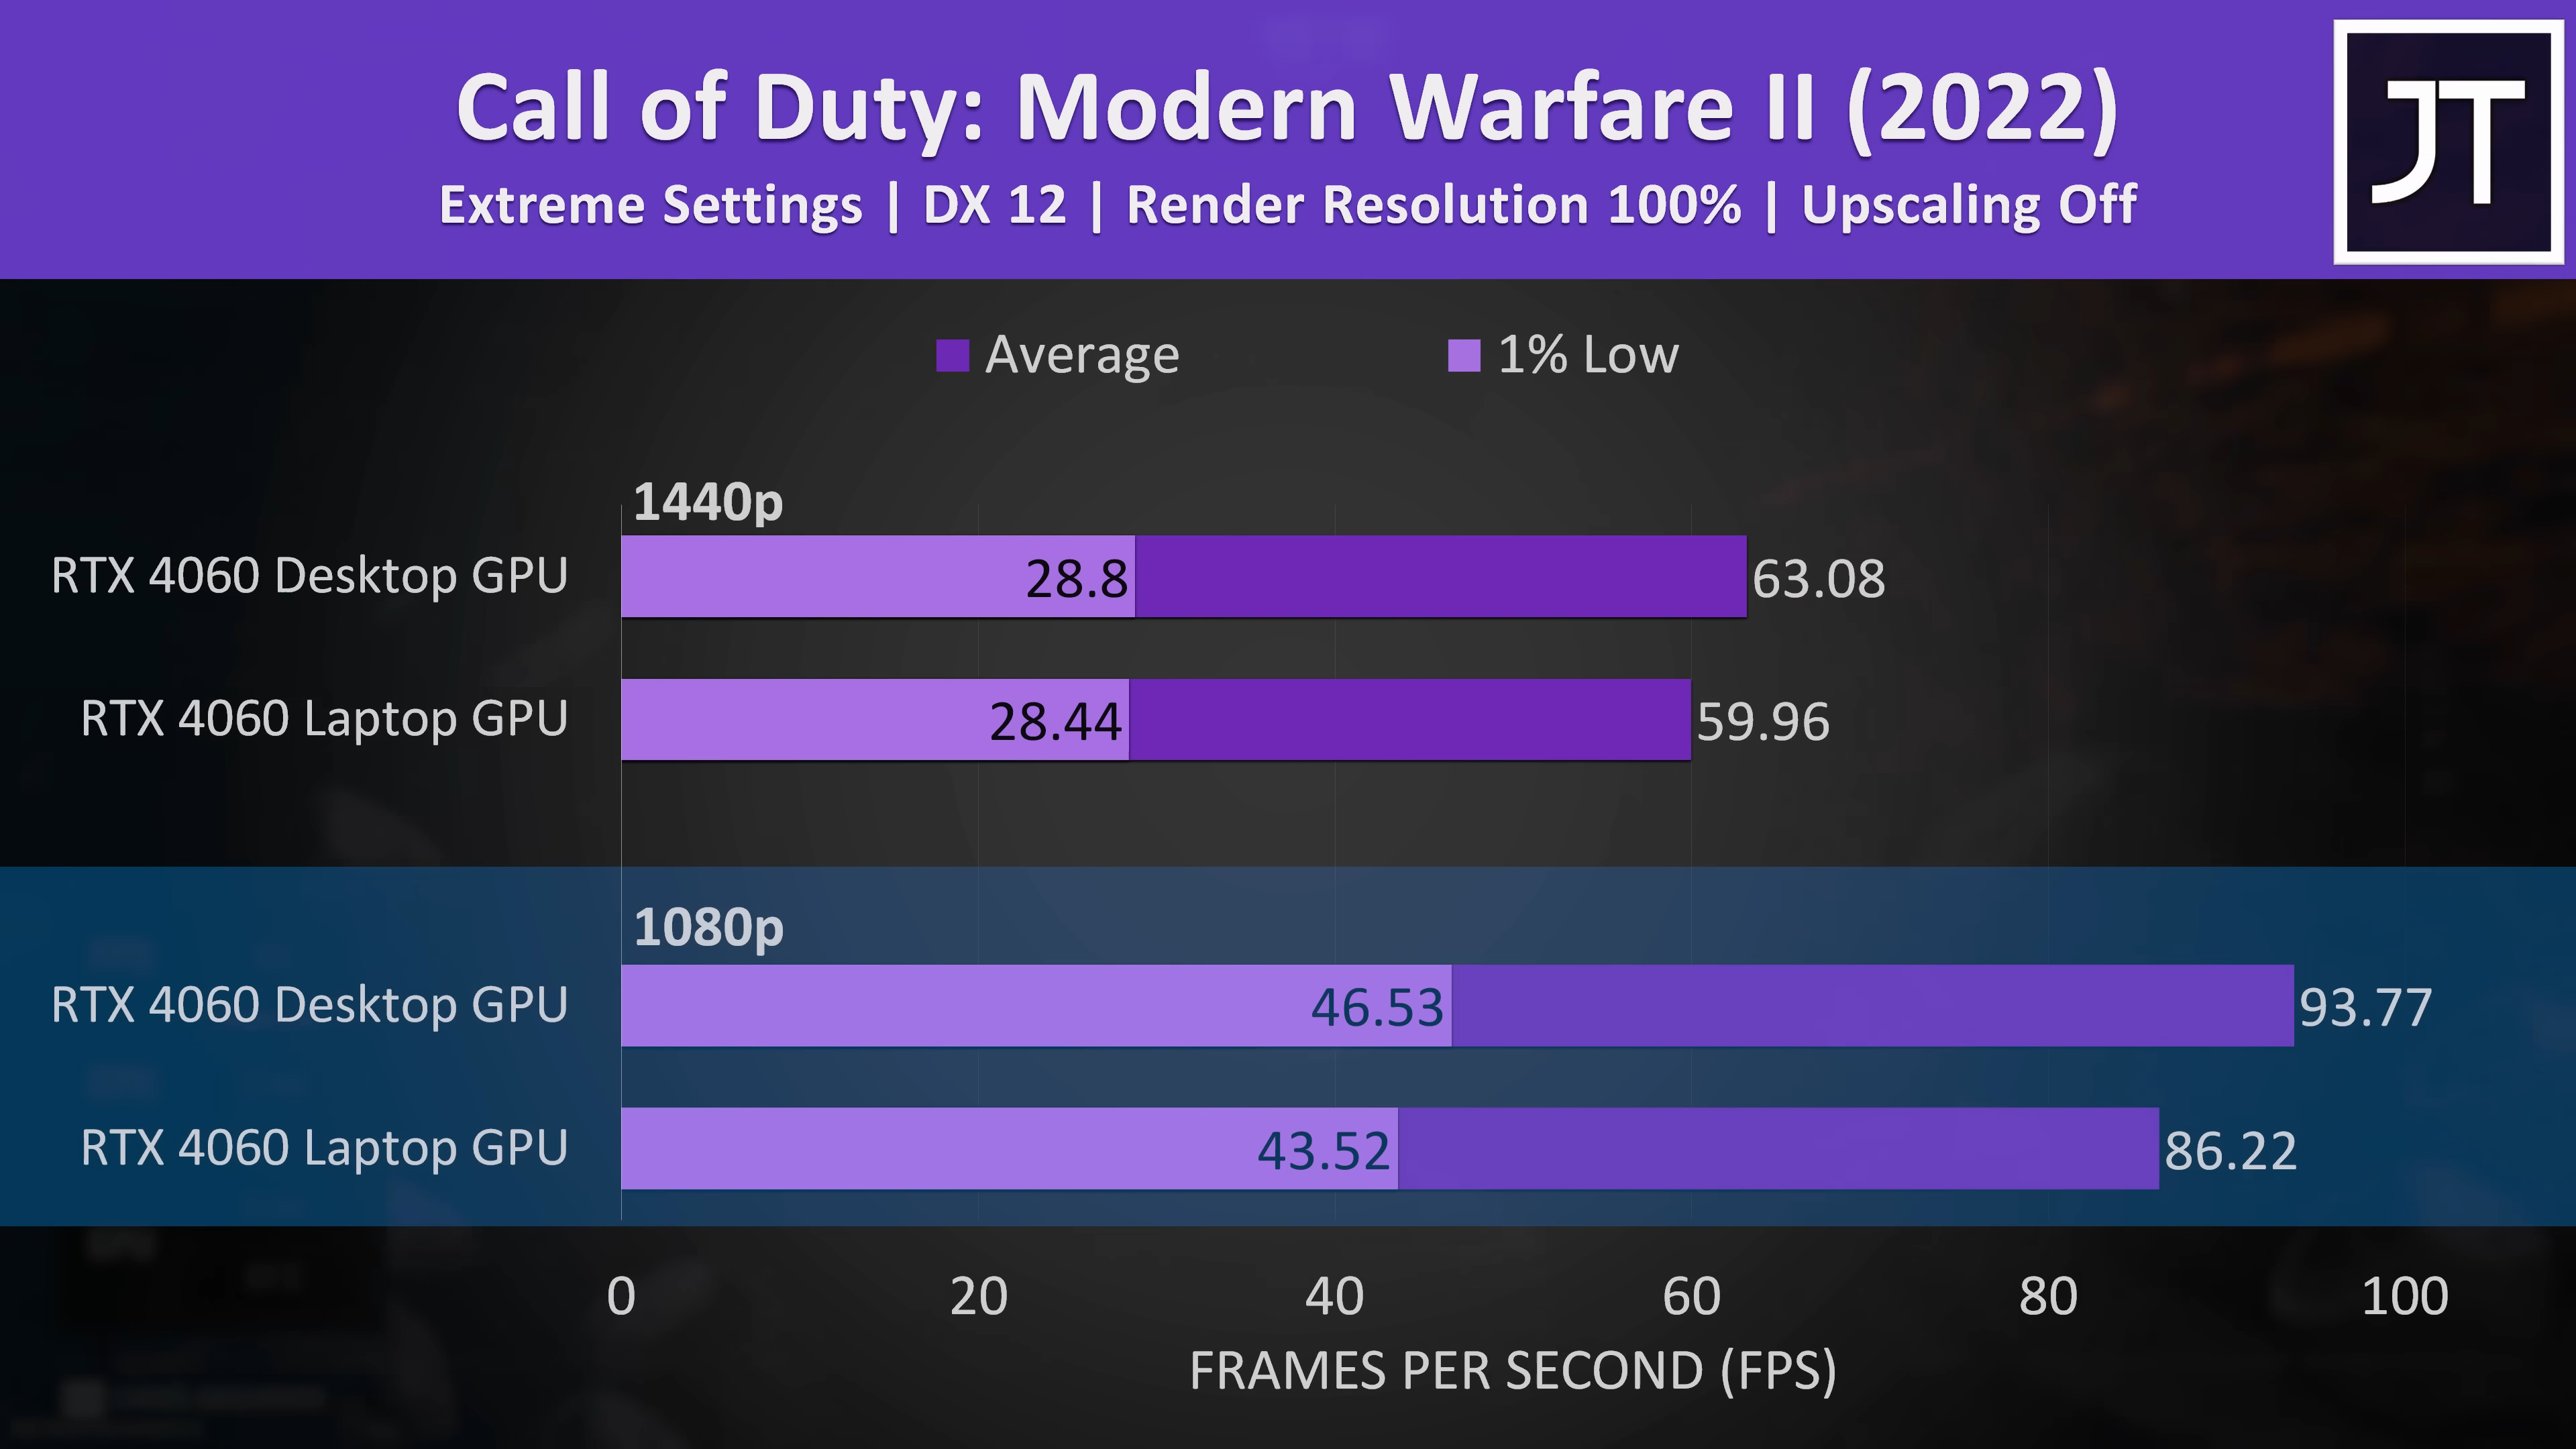 Call of Duty: Modern Warfare II (2022)
Extreme Settings | DX 12 | Render Resolution 100% | Upscaling Off
JT
Average
1% Low
1440p
RTX 4060 Desktop GPU
28.8
63.08
RTX 4060 Laptop GPU
28.44
59.96
1080p
RTX 4060 Desktop GPU
46.53
93.77
RTX 4060 Laptop GPU
43.52
86.22
0 20 40 60 80 100
FRAMES PER SECOND (FPS)